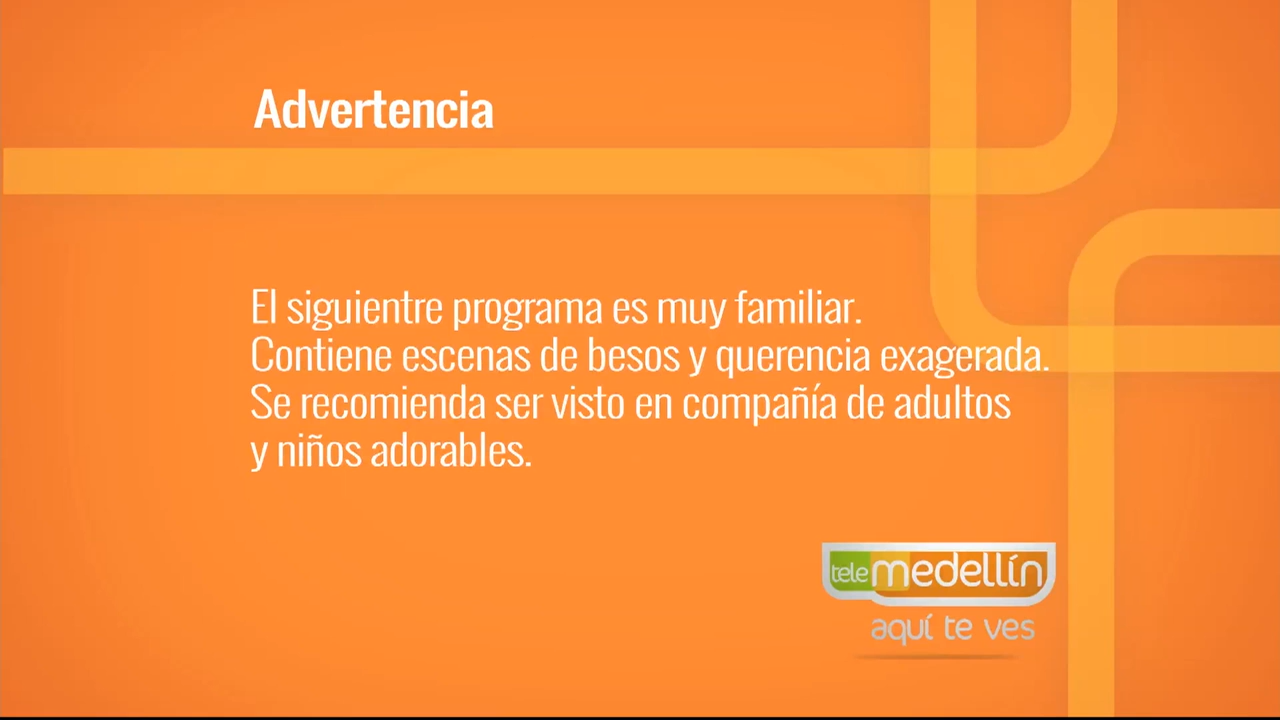 Advertencia
El siguientre programa es muy familiar.
Contiene escenas de besos y querencia exagerada.
Se recomienda ser visto en compañía de adultos
y niños adorables.
tele medellín
aquí te ves